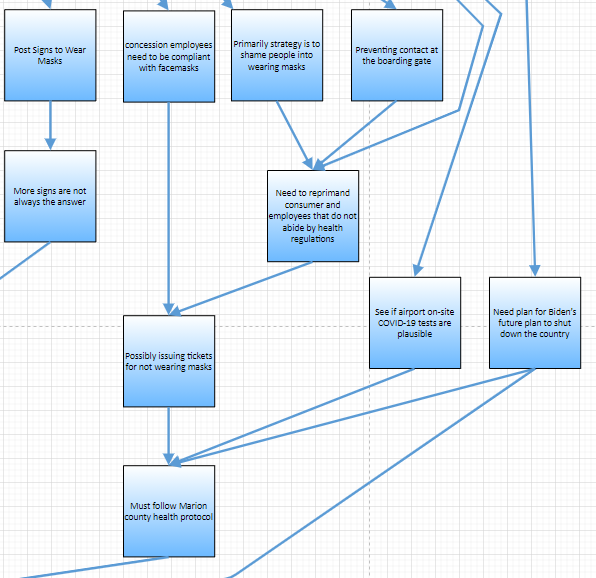 Post Signs to Wear
Masks
concession employees
need to be compliant
with facemasks
Primarily strategy is to
shame people into
wearing masks
Preventing contact at
the boarding gate
More signs are not
always the answer
Need to reprimand
consumer and
employees that do not
abide by health
regulations
See if airport on-site
COVID-19 tests are
plausible
Need plan for Biden's
future plan to shut
down the country
Possibly issuing tickets
for not wearing masks
Must follow Marion
county health protocol